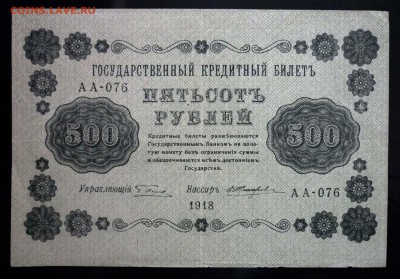 COINS.LAVE.RU
ГОСУДАРСТВЕННЫЙ КРЕДИТНЫЙ БИЛЕТЪ
АА-076
ПЯТЬСОТЪ
РУБЛЕЙ
500
500
Кредитные билеты размѣниваются
Государственнымъ Банкомъ на золо-
тую монету безъ ограниченія суммы
и обезпечиваются всѣмъ достояніемъ
Государства.
АА-076
Управляющій
Кассиръ
1918